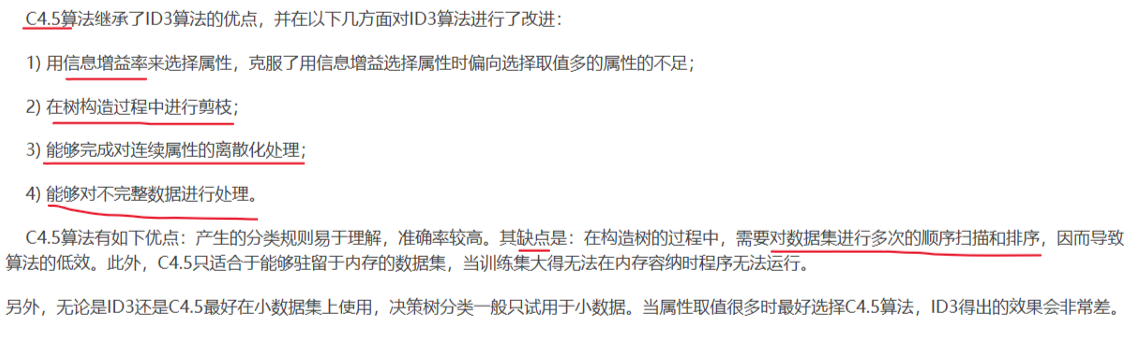 C4.5算法继承了ID3算法的优点，并在以下几方面对ID3算法进行了改进：
1) 用信息增益率来选择属性，克服了用信息增益选择属性时偏向选择取值多的属性的不足；
2) 在树构造过程中进行剪枝；
3) 能够完成对连续属性的离散化处理；
4) 能够对不完整数据进行处理。
C4.5算法有如下优点：产生的分类规则易于理解，准确率较高。其缺点是：在构造树的过程中，需要对数据集进行多次的顺序扫描和排序，因而导致
算法的低效。此外，C4.5只适合于能够驻留于内存的数据集，当训练集大得无法在内存容纳时程序无法运行。
另外，无论是ID3还是C4.5最好在小数据集上使用，决策树分类一般只试用于小数据。当属性取值很多时最好选择C4.5算法，ID3得出的效果会非常差。